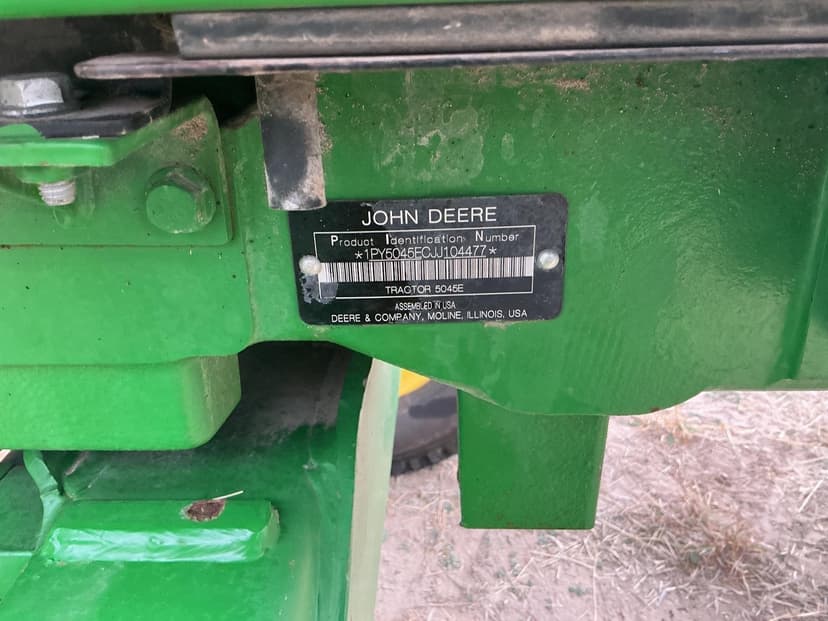 JOHN DEERE
Product Identification Number
*1PY5045ECJJ104477*
TRACTOR 5045E
ASSEMBLED IN USA
DEERE & COMPANY, MOLINE, ILLINOIS, USA